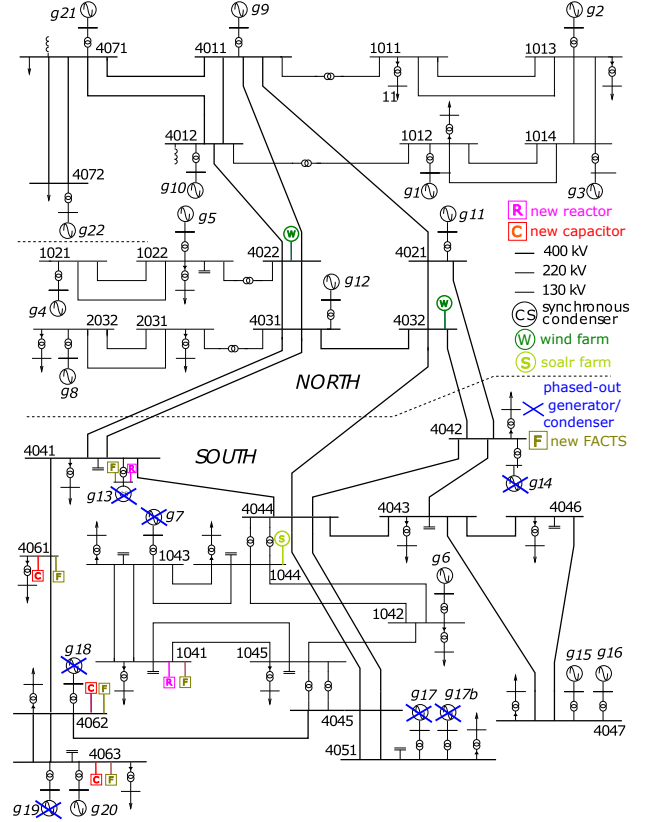 g21
g9
g2
4071
4011
1011
1013
11
4012
1012
1014
4072
g10
g1
g3
g22
g5
g11
R new reactor
C new capacitor
400 kV
220 kV
130 kV
CS synchronous
condenser
W wind farm
S soalr farm
W
1021
1022
4022
4021
g12
W
g4
2032
2031
4031
4032
g8
NORTH
phased-out
generator/
condenser
F new FACTS
SOUTH
4041
4042
F
R
g13
g14
g7
4044
4043
4046
4061
S
1043
1044
g6
C
F
1042
g18
1041
1045
g15
g16
R
F
C
F
g17
g17b
4062
4045
4047
4051
4063
C
F
g19
g20